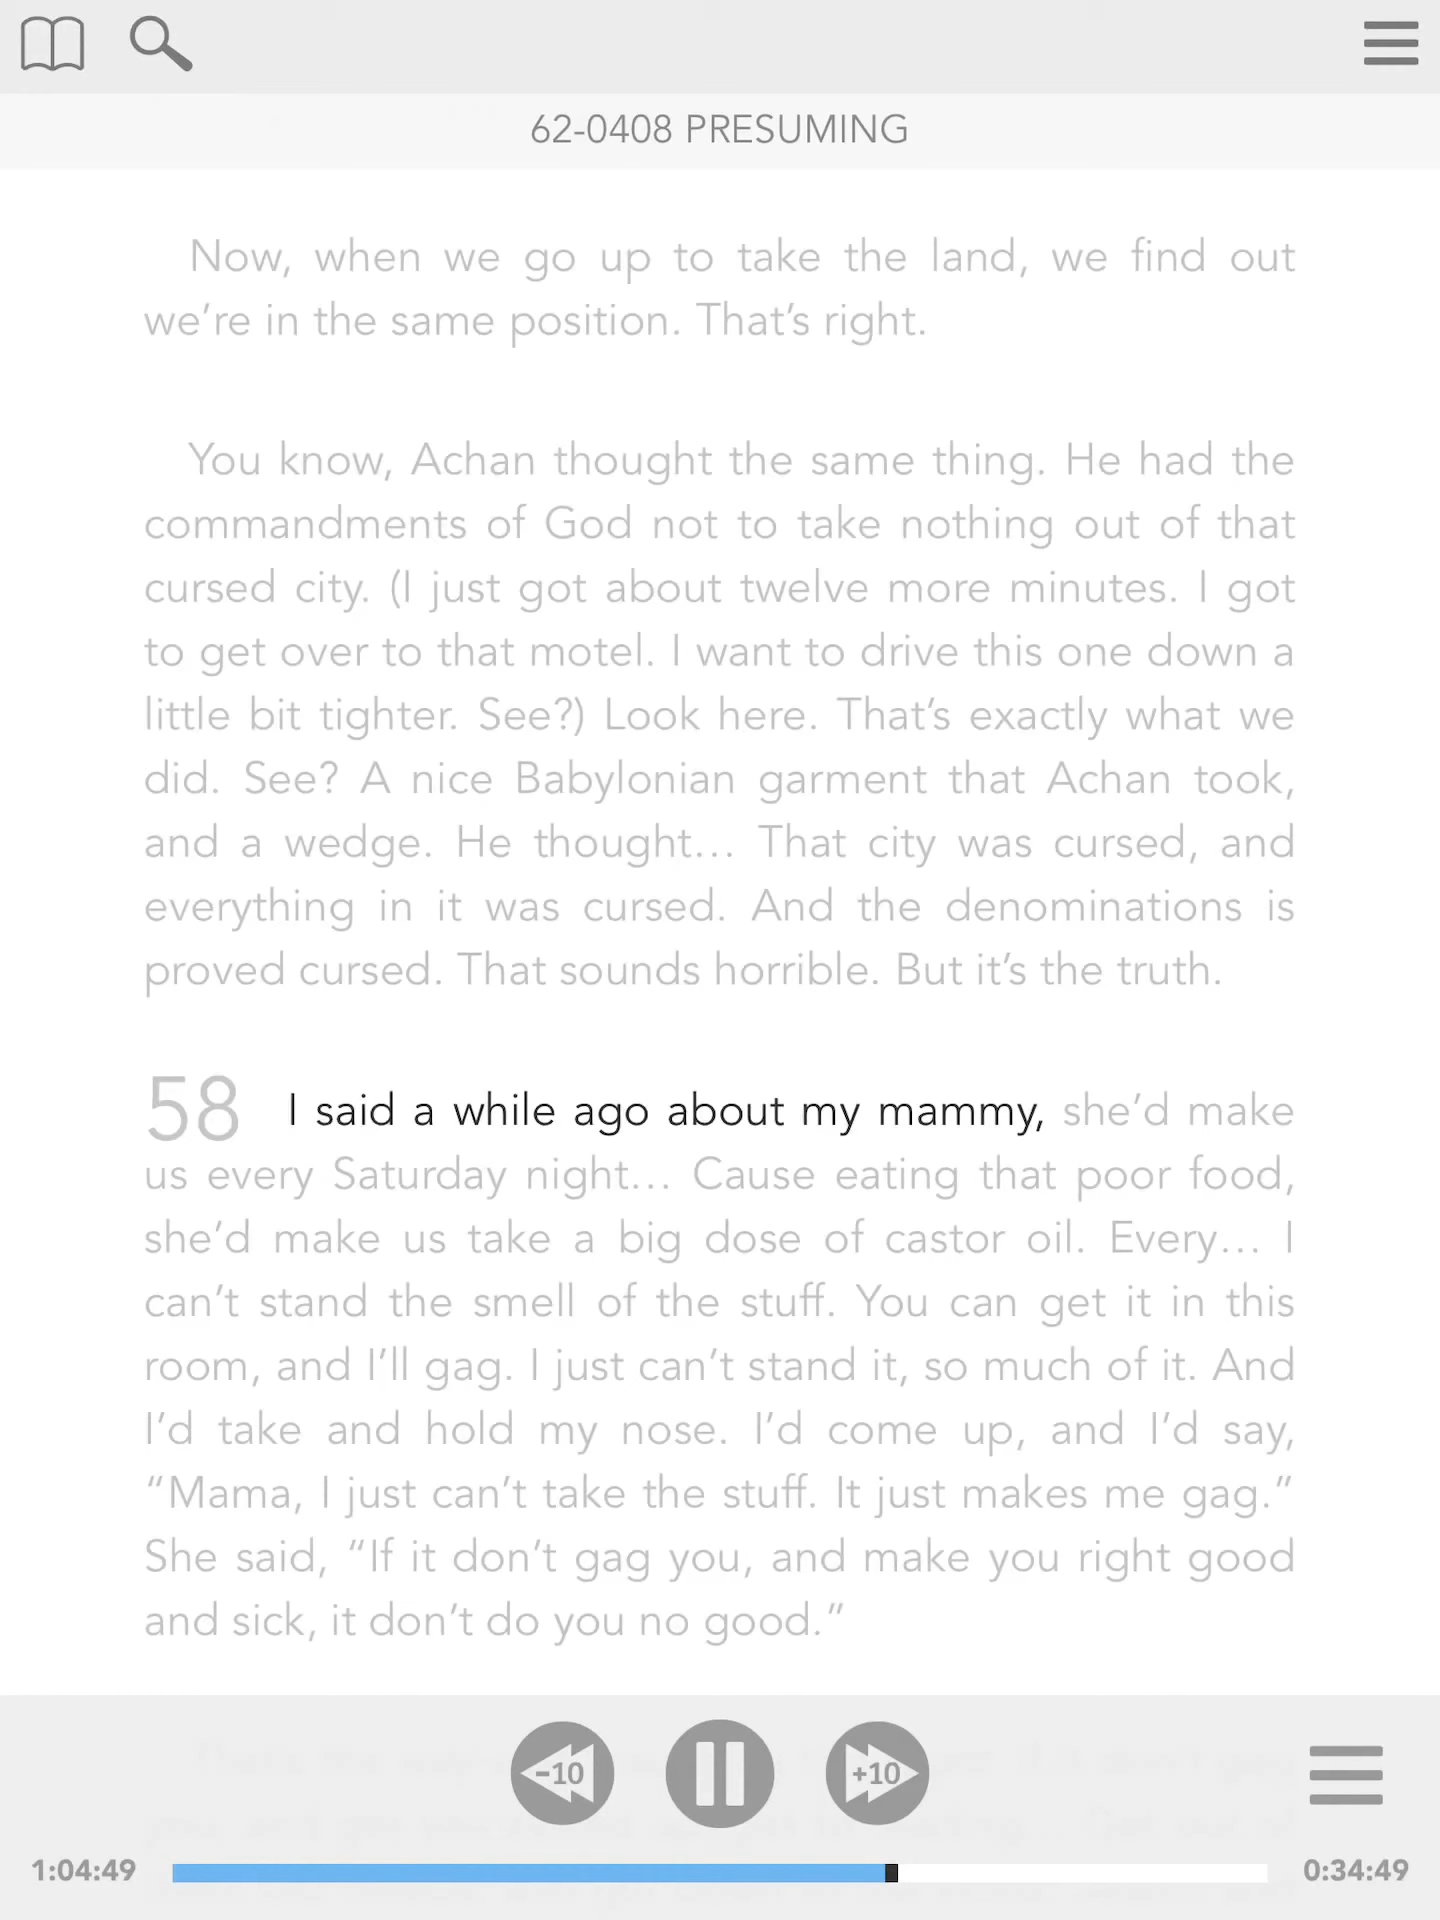 62-0408 PRESUMING
Now, when we go up to take the land, we find out
we’re in the same position. That’s right.
You know, Achan thought the same thing. He had the
commandments of God not to take nothing out of that
cursed city. (I just got about twelve more minutes. I got
to get over to that motel. I want to drive this one down a
little bit tighter. See?) Look here. That’s exactly what we
did. See? A nice Babylonian garment that Achan took,
and a wedge. He thought… That city was cursed, and
everything in it was cursed. And the denominations is
proved cursed. That sounds horrible. But it’s the truth.
58 I said a while ago about my mammy, she’d make
us every Saturday night… Cause eating that poor food,
she’d make us take a big dose of castor oil. Every… I
can’t stand the smell of the stuff. You can get it in this
room, and I’ll gag. I just can’t stand it, so much of it. And
I’d take and hold my nose. I’d come up, and I’d say,
“Mama, I just can’t take the stuff. It just makes me gag.”
She said, “If it don’t gag you, and make you right good
and sick, it don’t do you no good.”
-10 +10
1:04:49 0:34:49